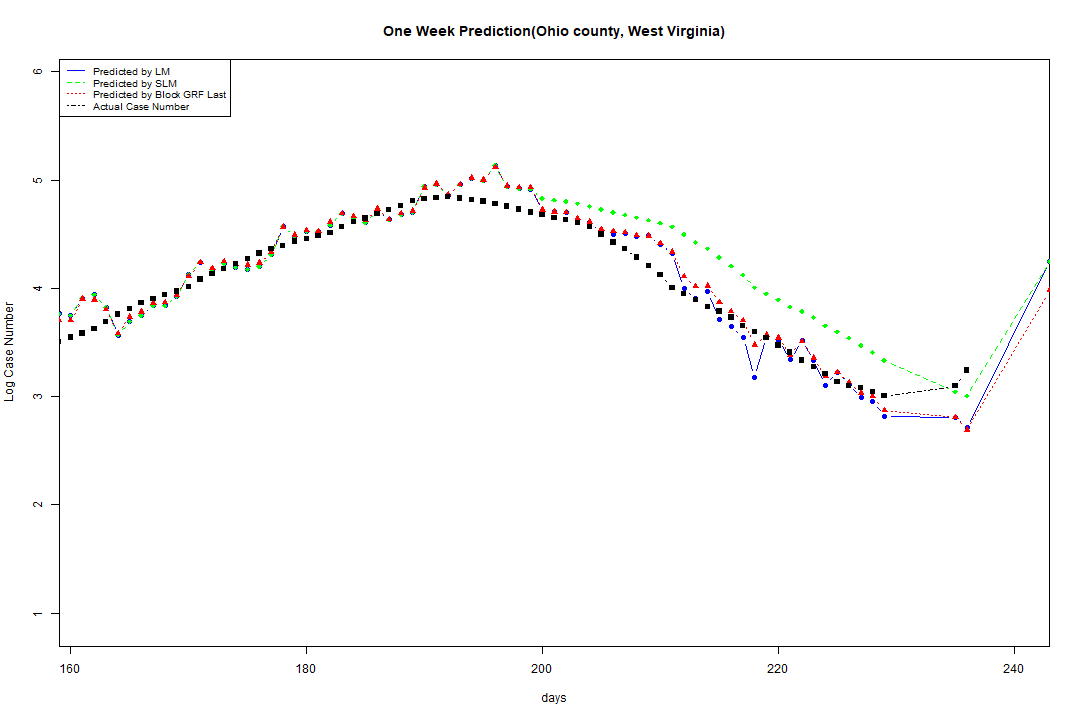 One Week Prediction(Ohio county, West Virginia)
Predicted by LM
Predicted by SLM
Predicted by Block GRF Last
Actual Case Number
6
5
4
3
2
1
Log Case Number
160 180 200 220 240
days